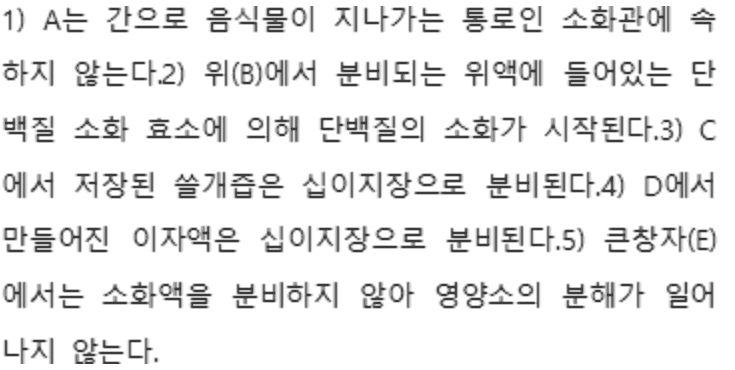 1) A는 간으로 음식물이 지나가는 통로인 소화관에 속
하지 않는다.2) 위(B)에서 분비되는 위액에 들어있는 단
백질 소화 효소에 의해 단백질의 소화가 시작된다.3) C
에서 저장된 쓸개즙은 십이지장으로 분비된다.4) D에서
만들어진 이자액은 십이지장으로 분비된다.5) 큰창자(E)
에서는 소화액을 분비하지 않아 영양소의 분해가 일어
나지 않는다.